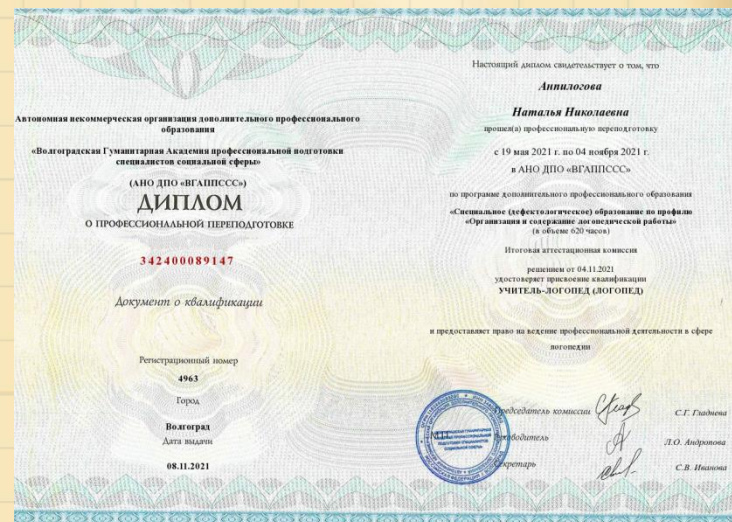 Автономная некоммерческая организация дополнительного профессионального
образования
«Волгоградская Гуманитарная Академия профессиональной подготовки
специалистов социальной сферы»
(АНО ДПО «ВГАППССС»)
ДИПЛОМ
О ПРОФЕССИОНАЛЬНОЙ ПЕРЕПОДГОТОВКЕ
342400089147
Документ о квалификации
Регистрационный номер
4963
Город
Волгоград
Дата выдачи
08.11.2021
Настоящий диплом свидетельствует о том, что
Анпилогова
Наталья Николаевна
прошел(а) профессиональную переподготовку
с 19 мая 2021 г. по 04 ноября 2021 г.
в АНО ДПО «ВГАППССС»
по программе дополнительного профессионального образования
«Специальное (дефектологическое) образование по профилю
«Организация и содержание логопедической работы»
(в объеме 620 часов)
Итоговая аттестационная комиссия
решением от 04.11.2021
удостоверяет присвоение квалификации
УЧИТЕЛЬ-ЛОГОПЕД (ЛОГОПЕД)
и предоставляет право на ведение профессиональной деятельности в сфере
логопедии
Председатель комиссии С.Г. Гладнева
М.П. Руководитель Л.О. Андропова
Секретарь С.В. Иванова